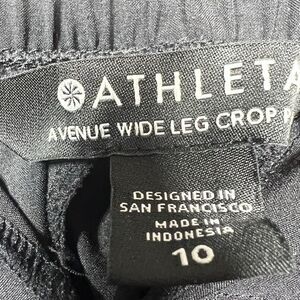 ATHLETA
AVENUE WIDE LEG CROP P
DESIGNED IN
SAN FRANCISCO
MADE IN
INDONESIA
10